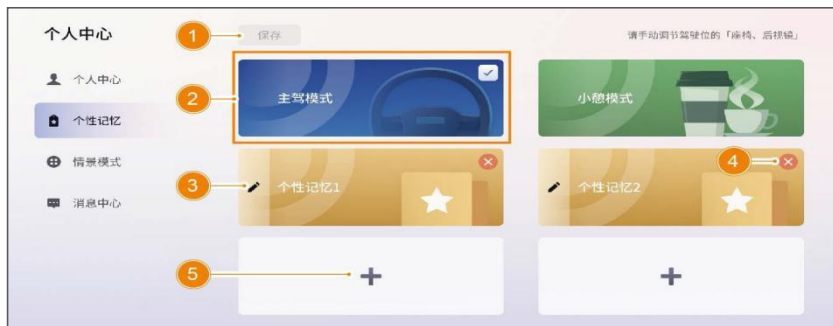 个人中心
1
保存
请手动调节驾驶位的「座椅、后视镜」
个人中心
2
主驾模式
小憩模式
个性记忆
情景模式
3
个性记忆1
4
个性记忆2
消息中心
5